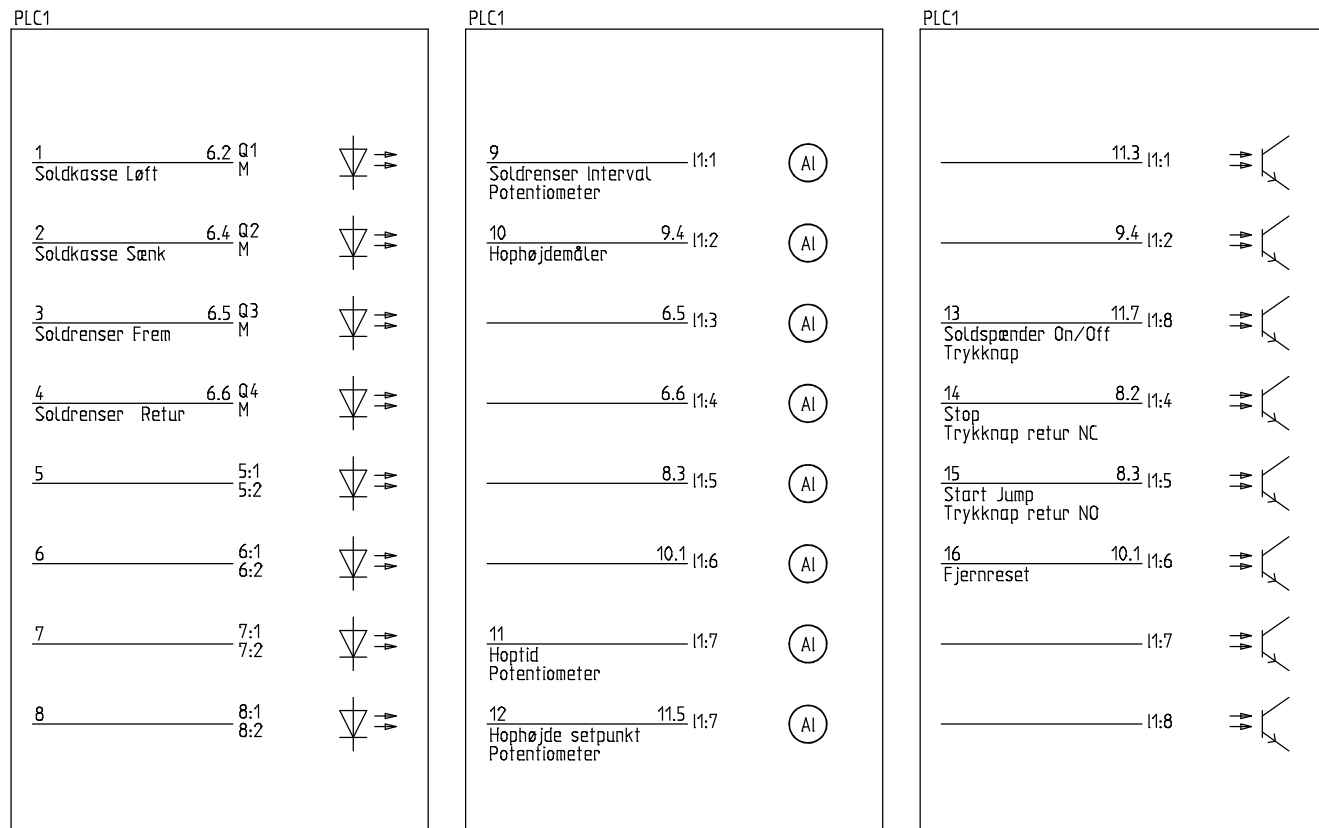 PLC1
1 6.2 Q1
M
Soldkasse Løft
2 6.4 Q2
M
Soldkasse Sænk
3 6.5 Q3
M
Soldrenser Frem
4 6.6 Q4
M
Soldrenser Retur
5 5:1
5:2
6 6:1
6:2
7 7:1
7:2
8 8:1
8:2
PLC1
9 I1:1 AI
Soldrenser Interval
Potentiometer
10 9.4 I1:2 AI
Hophøjdemåler
6.5 I1:3 AI
6.6 I1:4 AI
8.3 I1:5 AI
10.1 I1:6 AI
11 I1:7 AI
Hoptid
Potentiometer
12 11.5 I1:7 AI
Hophøjde setpunkt
Potentiometer
PLC1
11.3 I1:1
9.4 I1:2
13 11.7 I1:8
Soldspænder On/Off
Trykknap
14 8.2 I1:4
Stop
Trykknap retur NC
15 8.3 I1:5
Start Jump
Trykknap retur NO
16 10.1 I1:6
Fjernreset
I1:7
I1:8